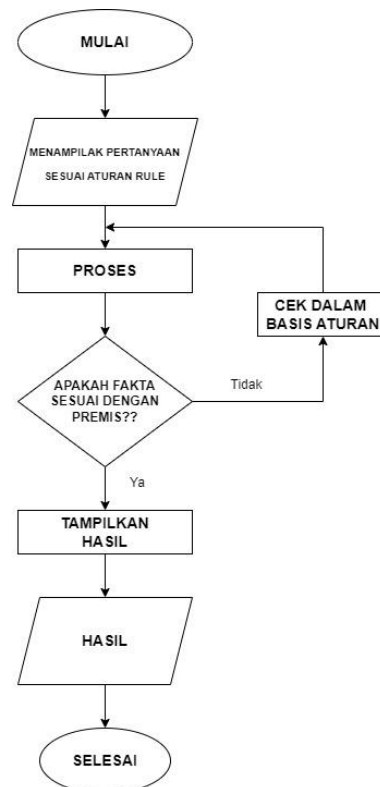 MULAI
MENAMPILAK PERTANYAAN
SESUAI ATURAN RULE
PROSES
CEK DALAM
BASIS ATURAN
APAKAH FAKTA
SESUAI DENGAN
PREMIS??
Tidak
Ya
TAMPILKAN
HASIL
HASIL
SELESAI